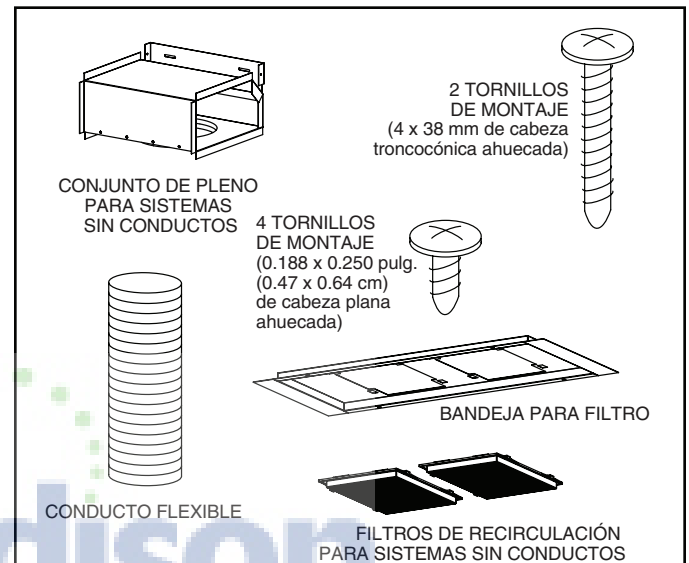 2 TORNILLOS
DE MONTAJE
(4 x 38 mm de cabeza
troncocónica ahuecada)
CONJUNTO DE PLENO
PARA SISTEMAS
SIN CONDUCTOS
4 TORNILLOS
DE MONTAJE
(0.188 x 0.250 pulg.
(0.47 x 0.64 cm)
de cabeza plana
ahuecada)
BANDEJA PARA FILTRO
CONDUCTO FLEXIBLE
FILTROS DE RECIRCULACIÓN
PARA SISTEMAS SIN CONDUCTOS